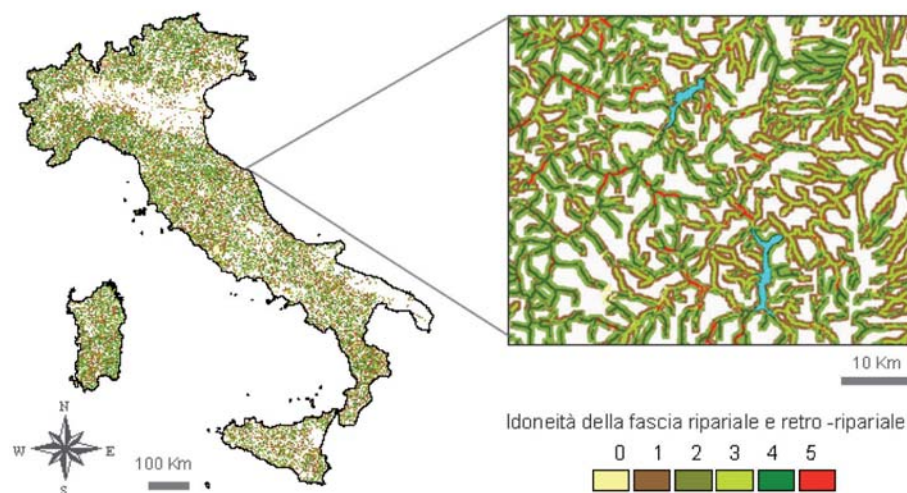 10 Km
N
W E
S
100 Km
Idoneità della fascia ripariale e retro -ripariale
0 1 2 3 4 5